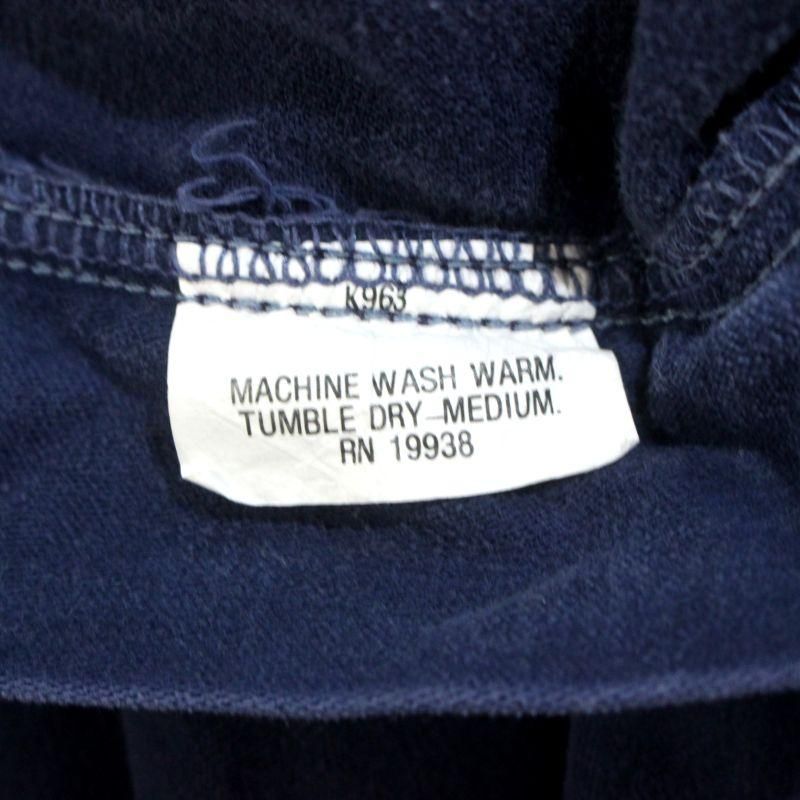 K963
MACHINE WASH WARM.
TUMBLE DRY MEDIUM.
RN 19938